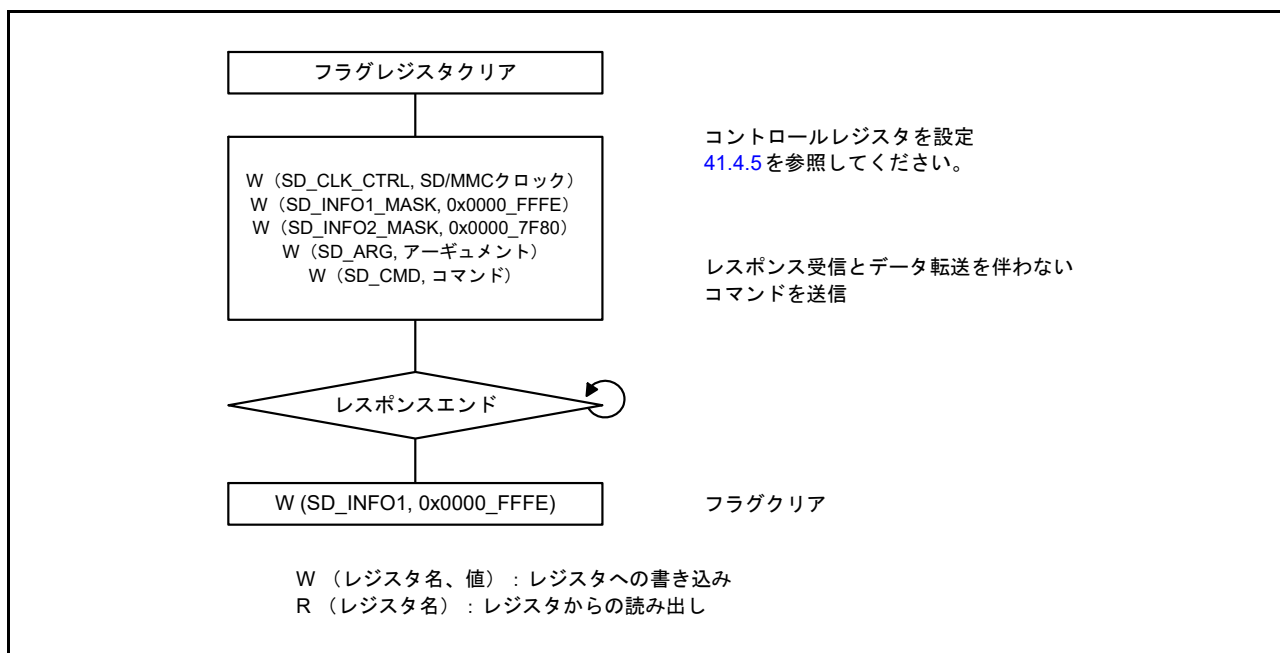 フラグレジスタクリア
コントロールレジスタを設定
41.4.5を参照してください。
W（SD_CLK_CTRL, SD/MMCクロック）
W（SD_INFO1_MASK, 0x0000_FFFE）
W（SD_INFO2_MASK, 0x0000_7F80）
W（SD_ARG, アーギュメント）
W（SD_CMD, コマンド）
レスポンス受信とデータ転送を伴わない
コマンドを送信
レスポンスエンド
W (SD_INFO1, 0x0000_FFFE)
フラグクリア
W （レジスタ名、値）：レジスタへの書き込み
R （レジスタ名）：レジスタからの読み出し